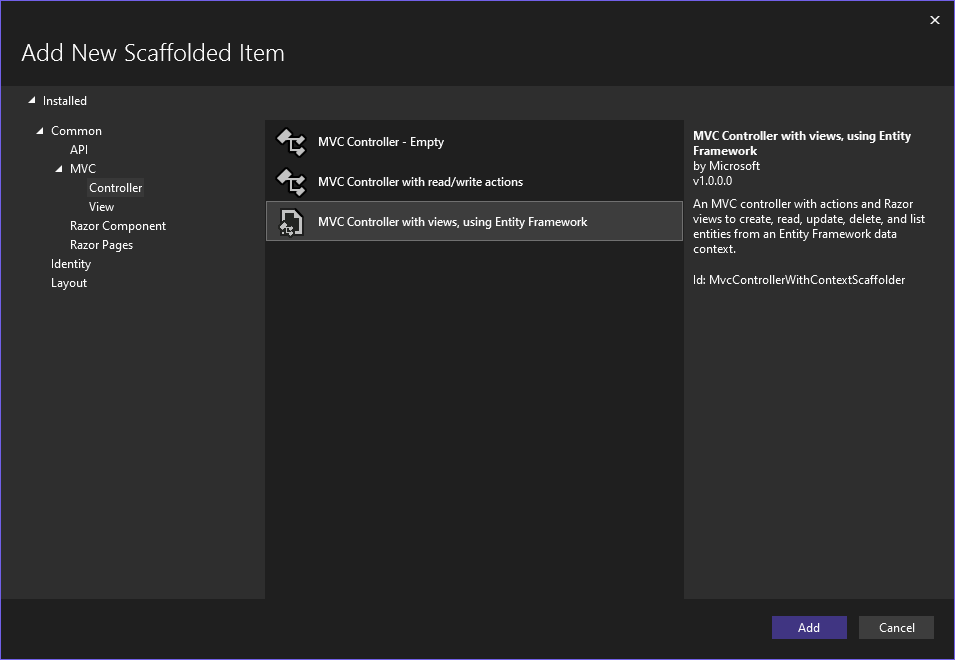 Add New Scaffolded Item
Installed
Common
API
MVC
Controller
View
Razor Component
Razor Pages
Identity
Layout
MVC Controller - Empty
MVC Controller with read/write actions
MVC Controller with views, using Entity Framework
MVC Controller with views, using Entity
Framework
by Microsoft
v1.0.0.0
An MVC controller with actions and Razor
views to create, read, update, delete, and list
entities from an Entity Framework data
context.
Id: MvcControllerWithContextScaffolder
Add
Cancel